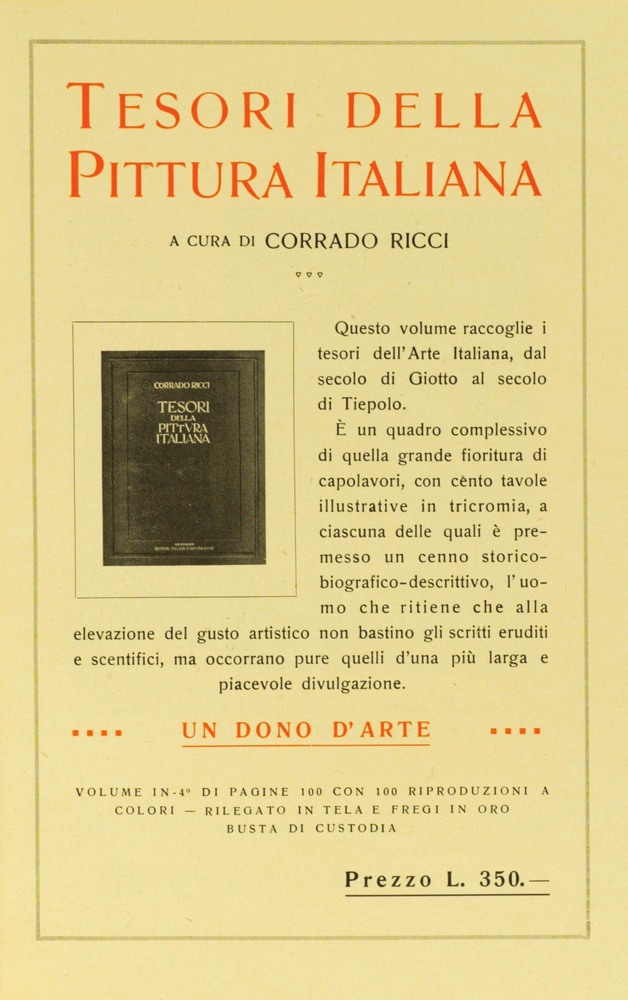 TESORI DELLA
PITTURA ITALIANA
A CURA DI CORRADO RICCI
CORRADO RICCI
TESORI
DELLA
PITTVRA
ITALIANA
Questo volume raccoglie i
tesori dell'Arte Italiana, dal
secolo di Giotto al secolo
di Tiepolo.
È un quadro complessivo
di quella grande fioritura di
capolavori, con cènto tavole
illustrative in tricromia, a
ciascuna delle quali è pre-
messo un cenno storico-
biografico-descrittivo, l'uo-
mo che ritiene che alla
elevazione del gusto artistico non bastino gli scritti eruditi
e scentifici, ma occorrano pure quelli d'una più larga e
piacevole divulgazione.
UN DONO D'ARTE
VOLUME IN-4º DI PAGINE 100 CON 100 RIPRODUZIONI A
COLORI — RILEGATO IN TELA E FREGI IN ORO
BUSTA DI CUSTODIA
Prezzo L. 350.—